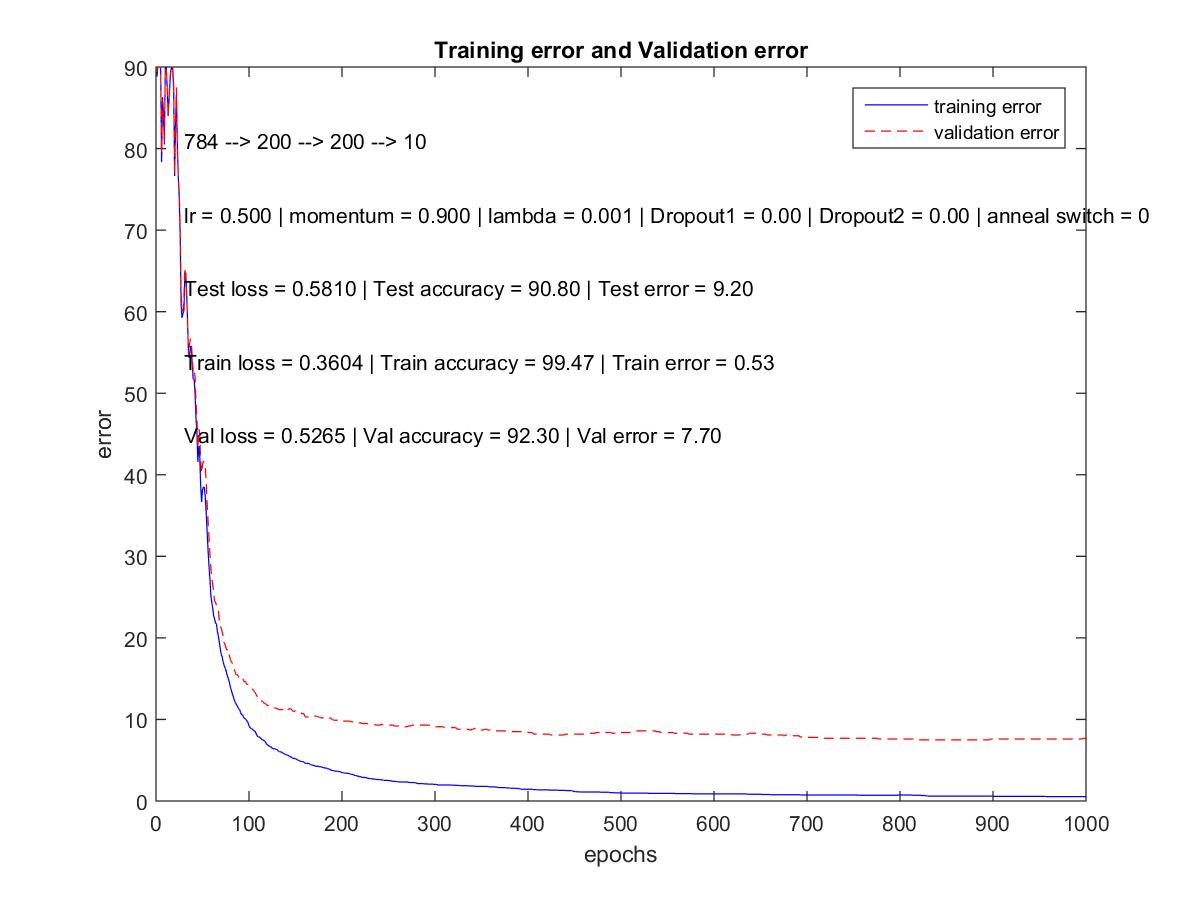 Training error and Validation error
90
training error
validation error
784 --> 200 --> 200 --> 10
80
lr = 0.500 | momentum = 0.900 | lambda = 0.001 | Dropout1 = 0.00 | Dropout2 = 0.00 | anneal switch = 0
70
Test loss = 0.5810 | Test accuracy = 90.80 | Test error = 9.20
60
Train loss = 0.3604 | Train accuracy = 99.47 | Train error = 0.53
50
Val loss = 0.5265 | Val accuracy = 92.30 | Val error = 7.70
error
40
30
20
10
0
0 100 200 300 400 500 600 700 800 900 1000
epochs